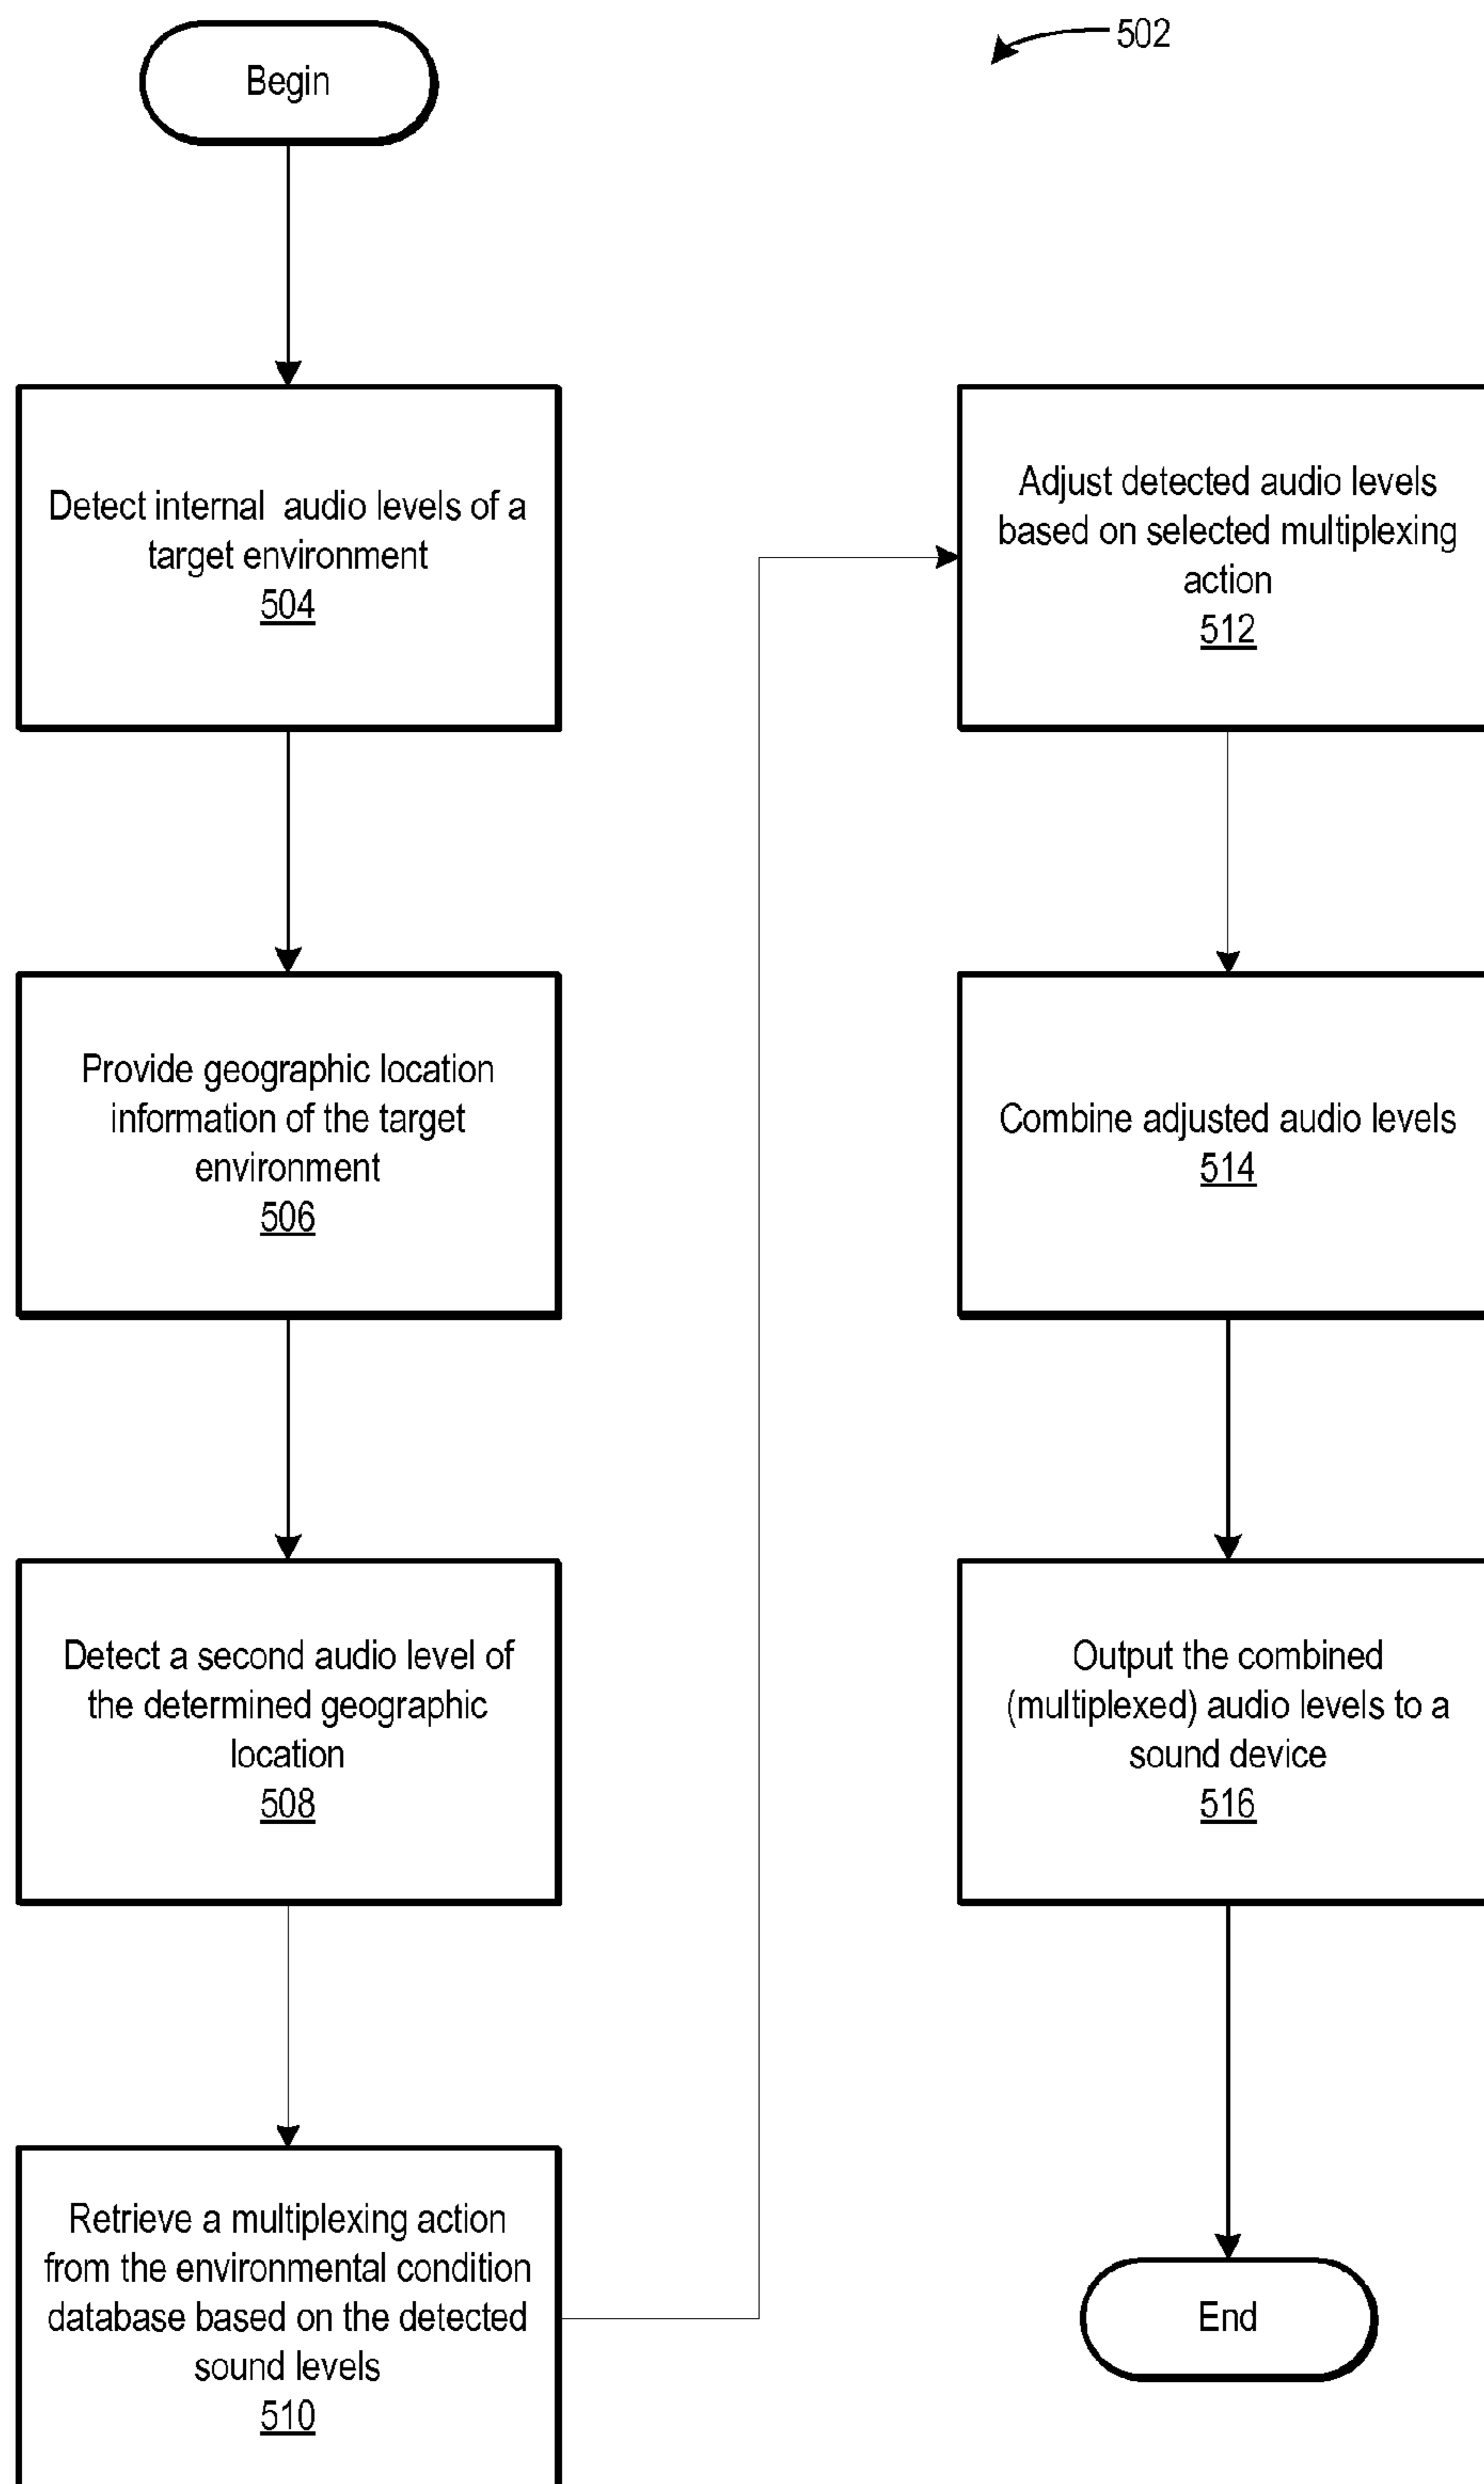 Begin
502
Detect internal audio levels of a
target environment
504
Provide geographic location
information of the target
environment
506
Detect a second audio level of
the determined geographic
location
508
Retrieve a multiplexing action
from the environmental condition
database based on the detected
sound levels
510
Adjust detected audio levels
based on selected multiplexing
action
512
Combine adjusted audio levels
514
Output the combined
(multiplexed) audio levels to a
sound device
516
End